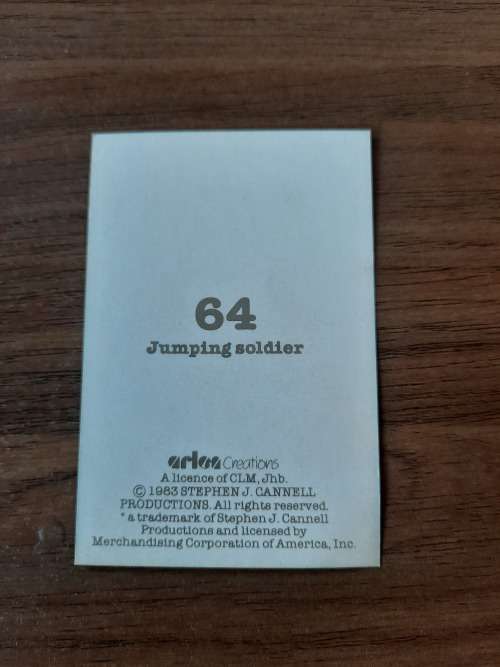 64
Jumping soldier
arloa Creations
A licence of CLM, Jhb.
© 1983 STEPHEN J. CANNELL
PRODUCTIONS. All rights reserved.
* a trademark of Stephen J. Cannell
Productions and licensed by
Merchandising Corporation of America, Inc.